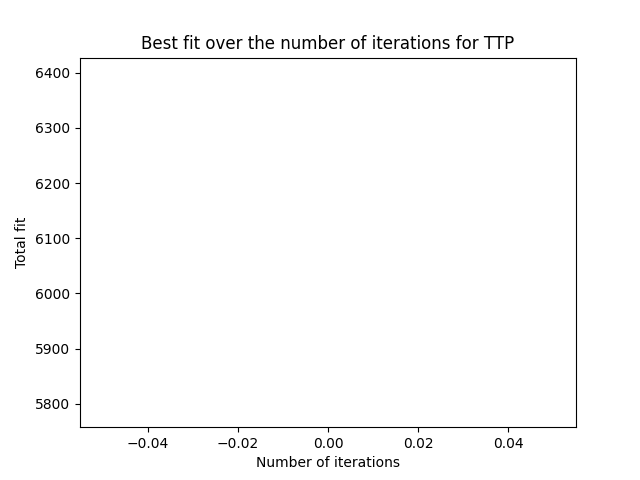 Best fit over the number of iterations for TTP
6400
6300
6200
6100
6000
5900
5800
Total fit
−0.04 −0.02 0.00 0.02 0.04
Number of iterations